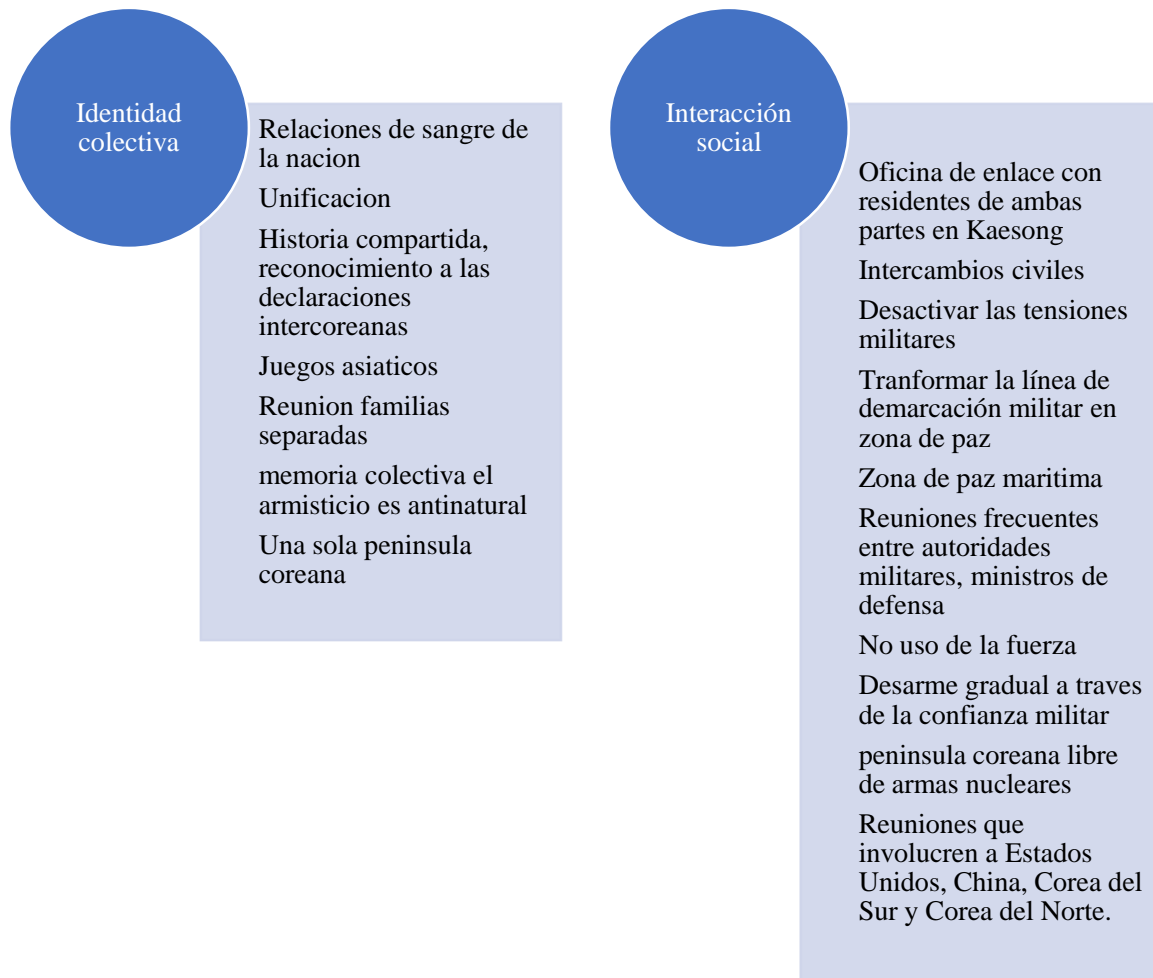 Identidad
colectiva
Relaciones de sangre de
la nacion
Unificacion
Historia compartida,
reconocimiento a las
declaraciones
intercoreanas
Juegos asiaticos
Reunion familias
separadas
memoria colectiva el
armisticio es antinatural
Una sola peninsula
coreana
Interacción
social
Oficina de enlace con
residentes de ambas
partes en Kaesong
Intercambios civiles
Desactivar las tensiones
militares
Tranformar la línea de
demarcación militar en
zona de paz
Zona de paz maritima
Reuniones frecuentes
entre autoridades
militares, ministros de
defensa
No uso de la fuerza
Desarme gradual a traves
de la confianza militar
peninsula coreana libre
de armas nucleares
Reuniones que
involucren a Estados
Unidos, China, Corea del
Sur y Corea del Norte.